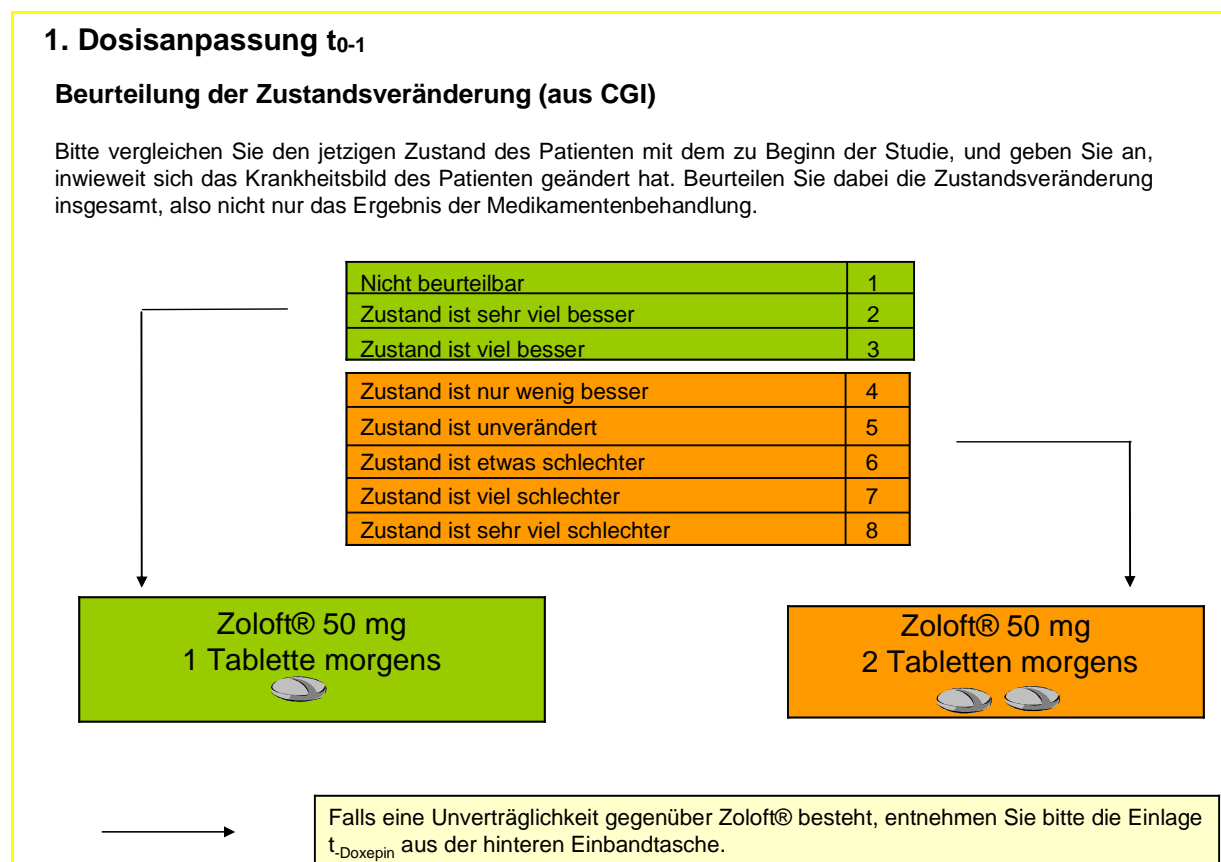 1. Dosisanpassung t0-1
Beurteilung der Zustandsveränderung (aus CGI)
Bitte vergleichen Sie den jetzigen Zustand des Patienten mit dem zu Beginn der Studie, und geben Sie an,
inwieweit sich das Krankheitsbild des Patienten geändert hat. Beurteilen Sie dabei die Zustandsveränderung
insgesamt, also nicht nur das Ergebnis der Medikamentenbehandlung.
Nicht beurteilbar 1
Zustand ist sehr viel besser 2
Zustand ist viel besser 3
Zustand ist nur wenig besser 4
Zustand ist unverändert 5
Zustand ist etwas schlechter 6
Zustand ist viel schlechter 7
Zustand ist sehr viel schlechter 8
Zoloft® 50 mg
1 Tablette morgens
Zoloft® 50 mg
2 Tabletten morgens
Falls eine Unverträglichkeit gegenüber Zoloft® besteht, entnehmen Sie bitte die Einlage
t-Doxepin aus der hinteren Einbandtasche.